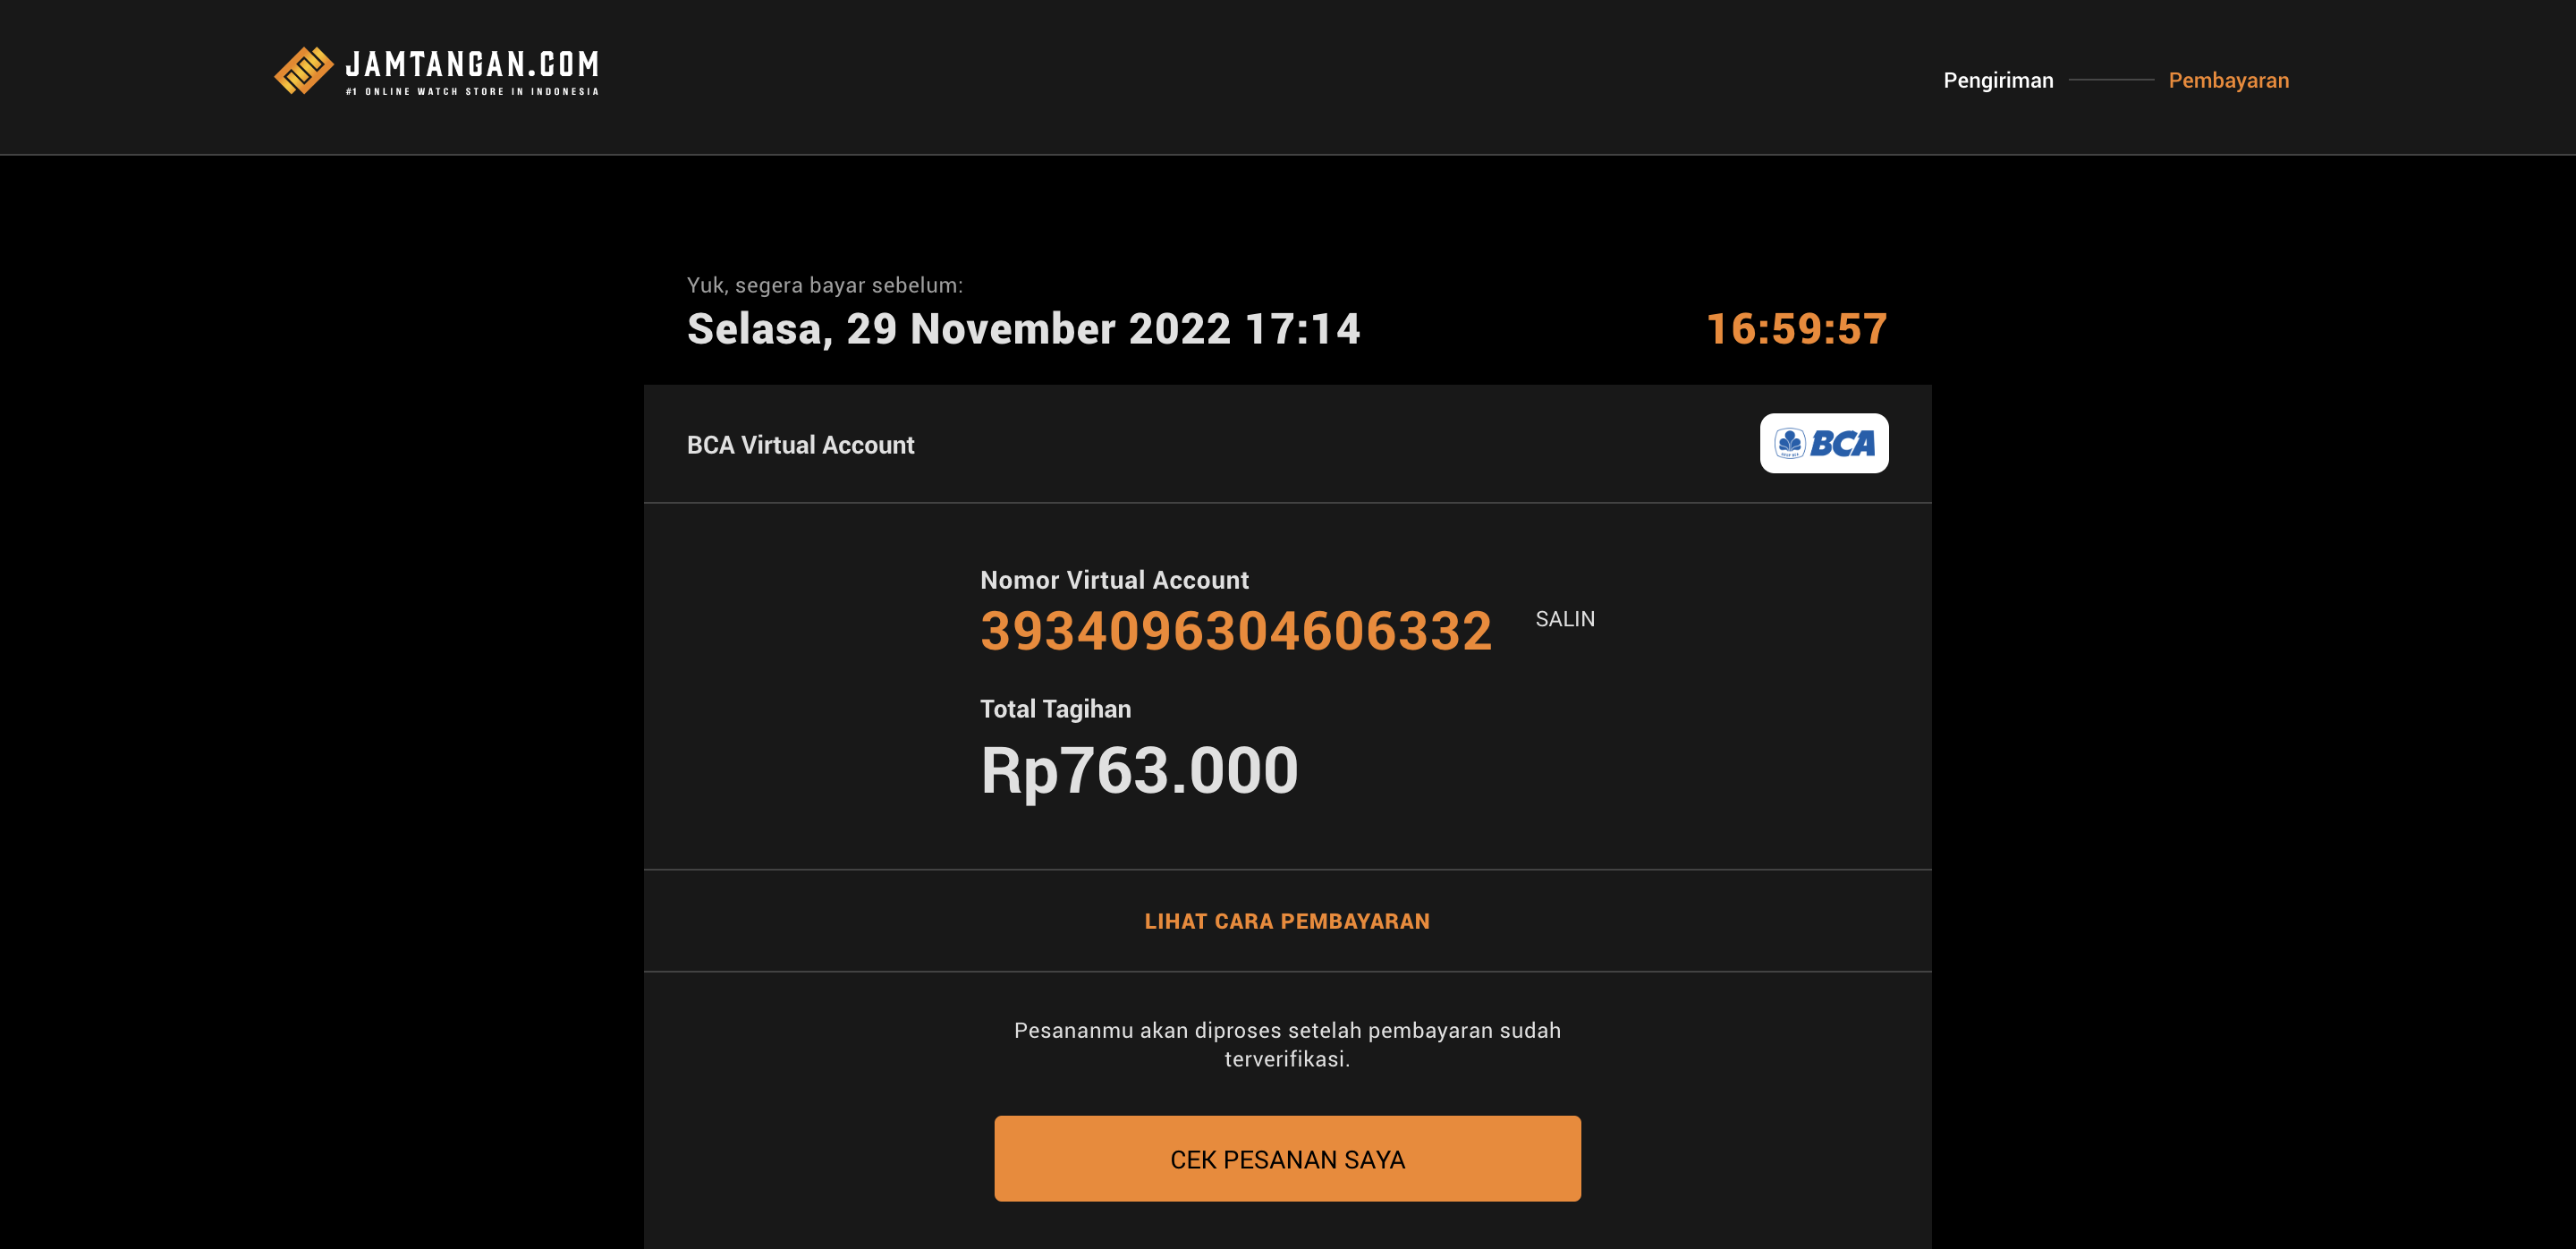 JAMTANGAN.COM
#1 ONLINE WATCH STORE IN INDONESIA
Pengiriman
Pembayaran
Yuk, segera bayar sebelum:
Selasa, 29 November 2022 17:14
16:59:57
BCA Virtual Account
BCA
Nomor Virtual Account
3934096304606332
SALIN
Total Tagihan
Rp763.000
LIHAT CARA PEMBAYARAN
Pesananmu akan diproses setelah pembayaran sudah
terverifikasi.
CEK PESANAN SAYA